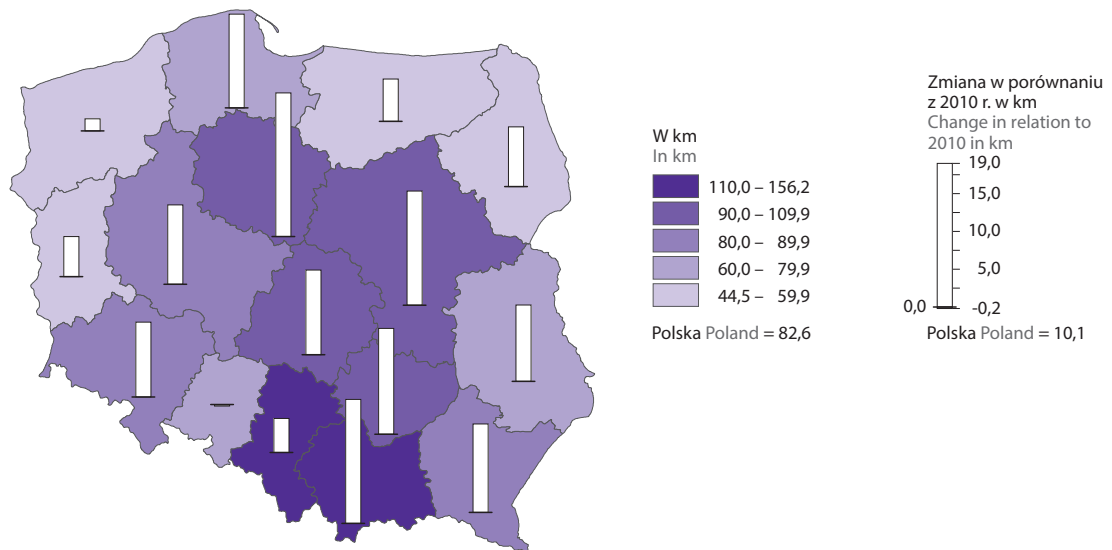 W km
In km
110,0 – 156,2
90,0 – 109,9
80,0 – 89,9
60,0 – 79,9
44,5 – 59,9
Polska Poland = 82,6
Zmiana w porównaniu
z 2010 r. w km
Change in relation to
2010 in km
19,0
15,0
10,0
5,0
0,0 -0,2
Polska Poland = 10,1